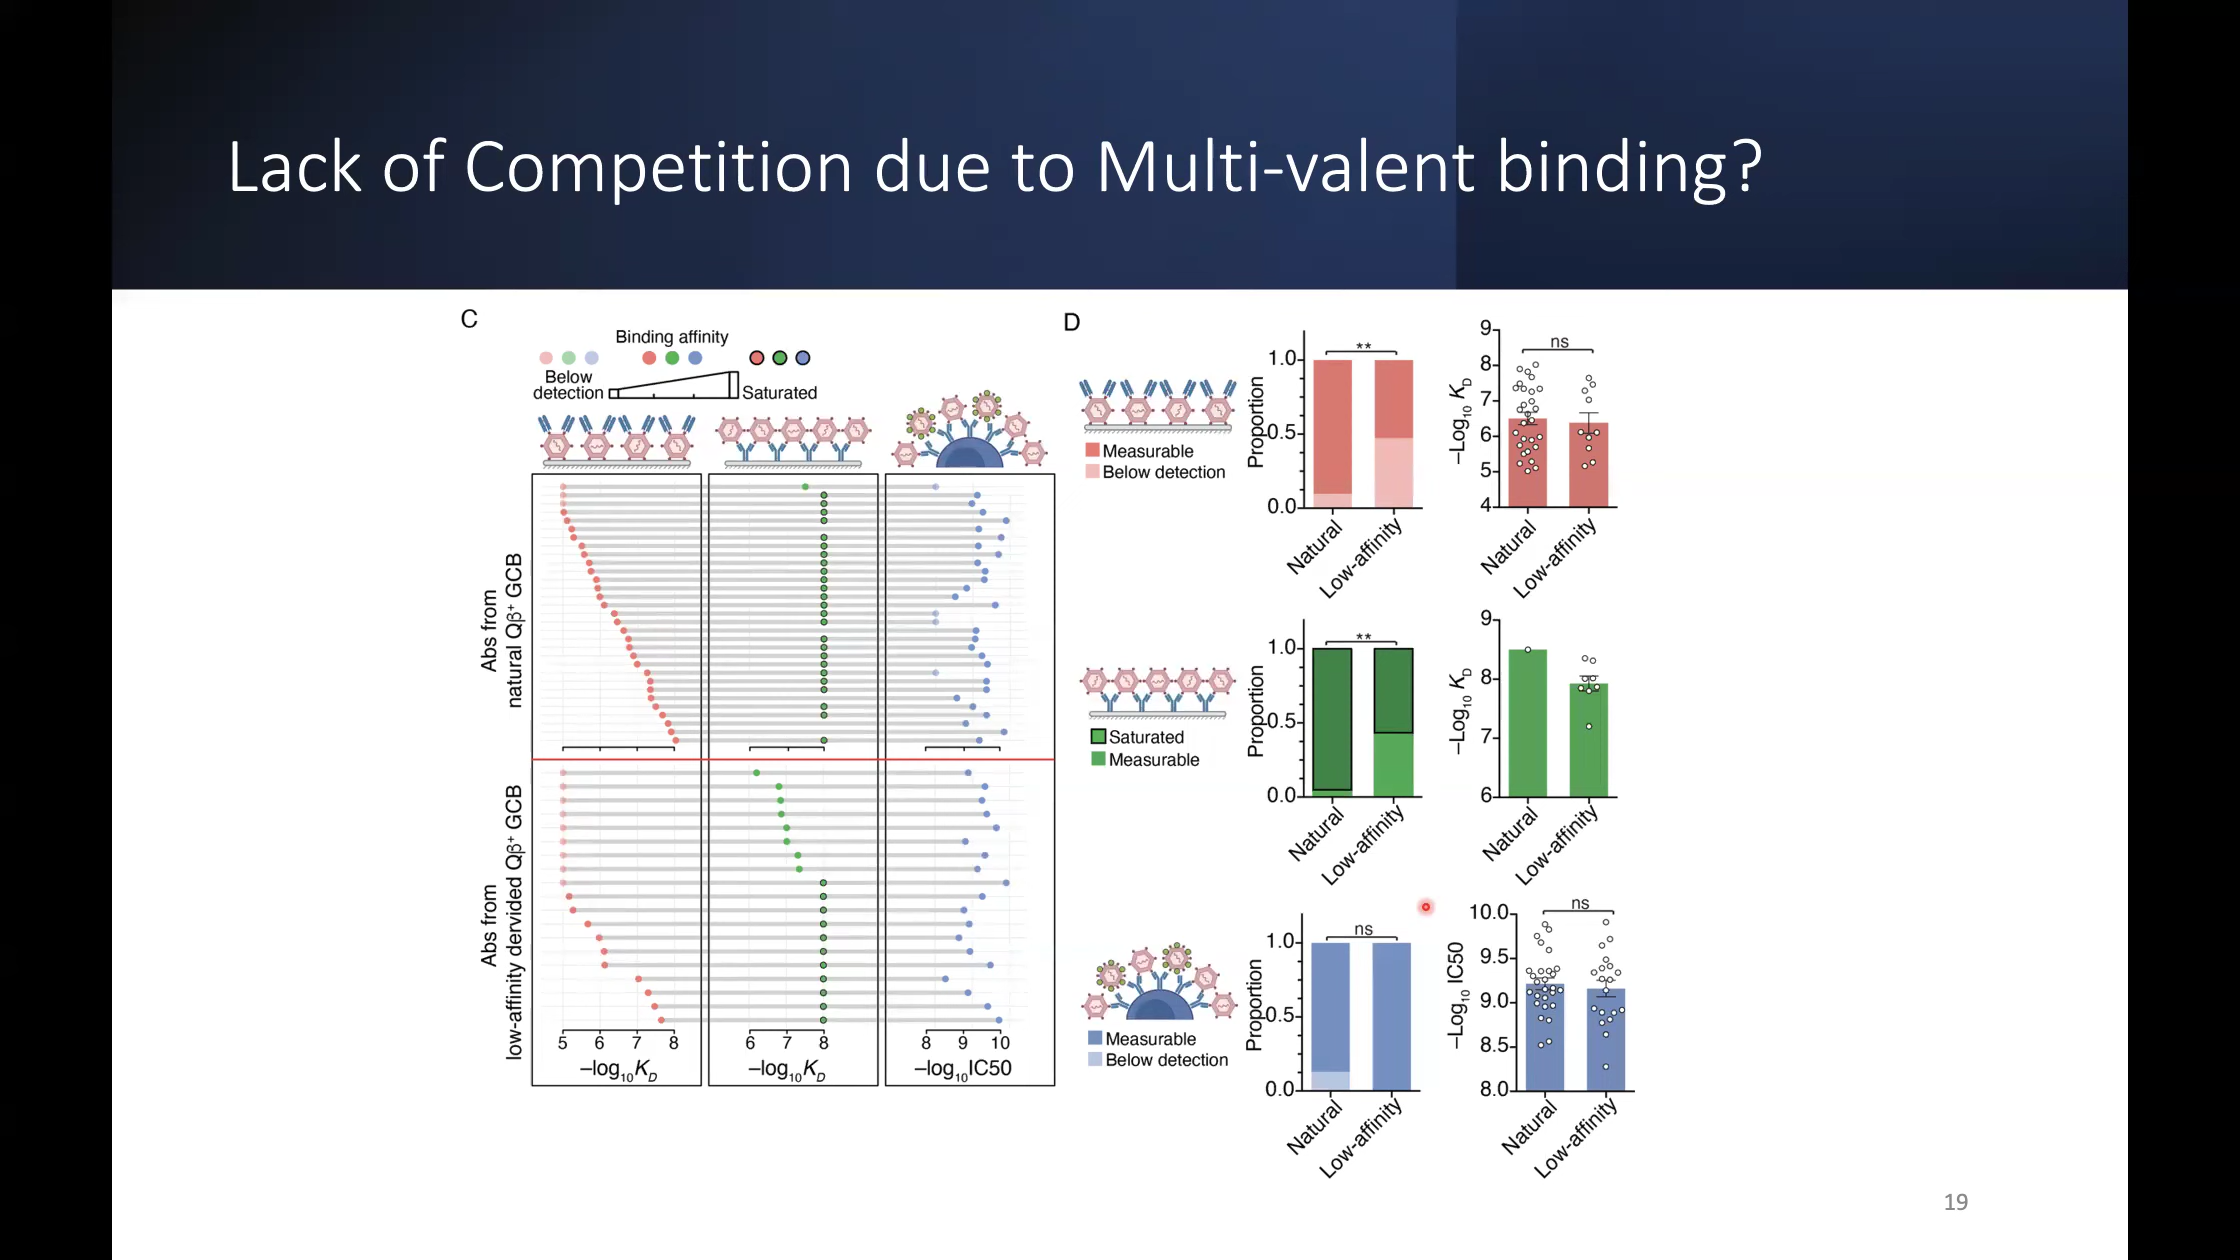 Lack of Competition due to Multi-valent binding?
C
Binding affinity
Below
detection
Saturated
Abs from
natural Qβ⁺ GCB
Abs from
low-affinity dervided Qβ⁺ GCB
5 6 7 8
–log₁₀K_D
6 7 8
–log₁₀K_D
8 9 10
–log₁₀IC50
D
Measurable
Below detection
Proportion
1.0
0.5
0.0
**
Natural
Low-affinity
–Log₁₀ K_D
9
8
7
6
5
4
ns
Natural
Low-affinity
Saturated
Measurable
Proportion
1.0
0.5
0.0
**
Natural
Low-affinity
–Log₁₀ K_D
9
8
7
6
Natural
Low-affinity
Measurable
Below detection
Proportion
1.0
0.5
0.0
ns
Natural
Low-affinity
–Log₁₀ IC50
10.0
9.5
9.0
8.5
8.0
ns
Natural
Low-affinity
19